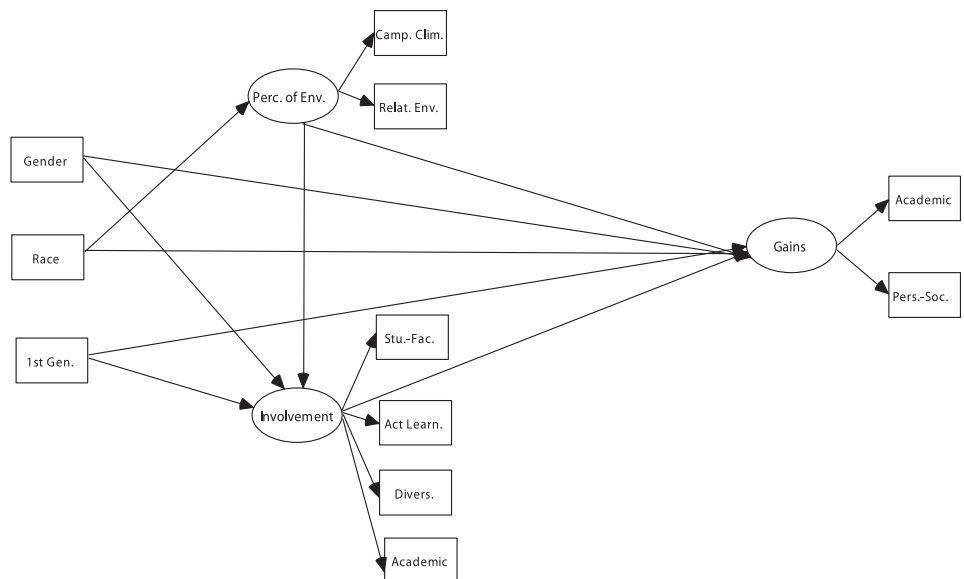 Camp. Clim.
Perc. of Env.
Relat. Env.
Gender
Academic
Race
Gains
Pers.-Soc.
Stu.-Fac.
1st Gen.
Involvement
Act Learn.
Divers.
Academic